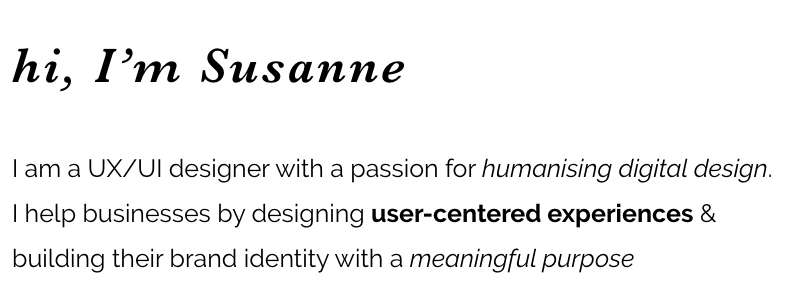 hi, I’m Susanne
I am a UX/UI designer with a passion for humanising digital design.
I help businesses by designing user-centered experiences &
building their brand identity with a meaningful purpose